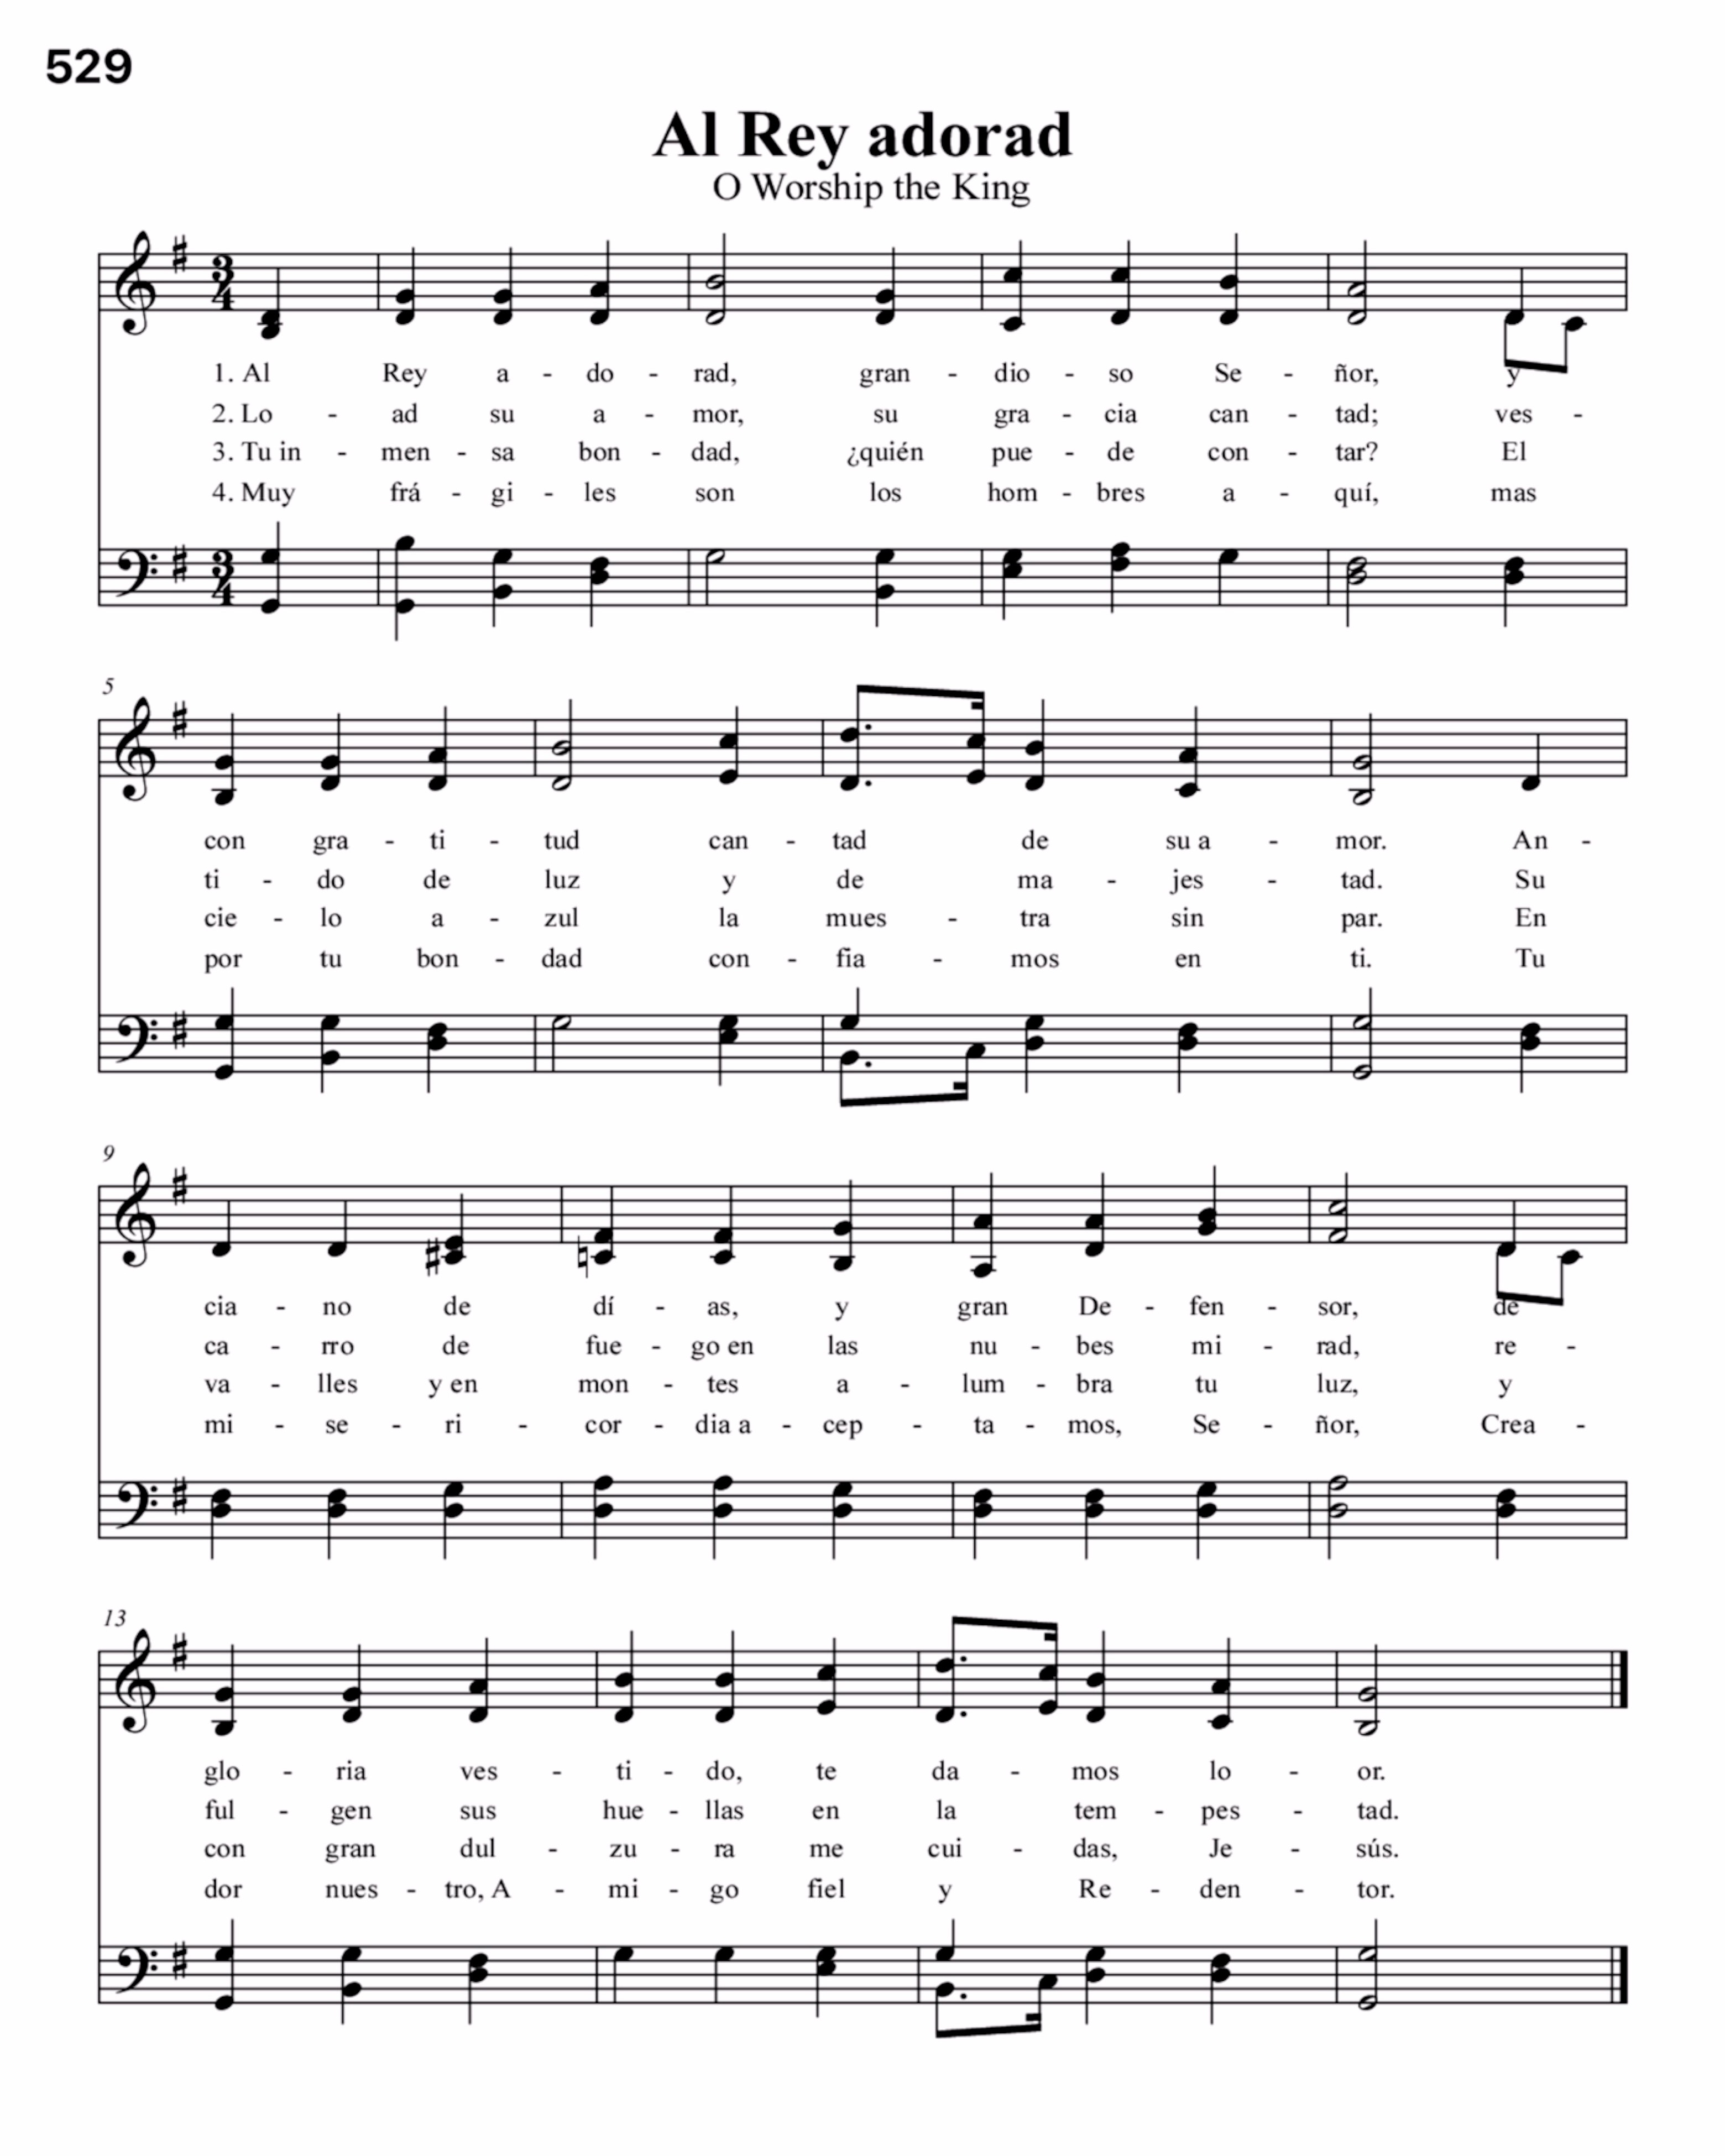 529
Al Rey adorad
O Worship the King
1. Al Rey a - do - rad, gran - dio - so Se - ñor, y
2. Lo - ad su a - mor, su gra - cia can - tad; ves -
3. Tu in - men - sa bon - dad, ¿quién pue - de con - tar? El
4. Muy frá - gi - les son los hom - bres a - quí, mas
5
con gra - ti - tud can - tad de su a - mor. An -
ti - do de luz y de ma - jes - tad. Su
cie - lo a - zul la mues - tra sin par. En
por tu bon - dad con - fia - mos en ti. Tu
9
cia - no de dí - as, y gran De - fen - sor, de
ca - rro de fue - go en las nu - bes mi - rad, re -
va - lles y en mon - tes a - lum - bra tu luz, y
mi - se - ri - cor - dia a - cep - ta - mos, Se - ñor, Crea -
13
glo - ria ves - ti - do, te da - mos lo - or.
ful - gen sus hue - llas en la tem - pes - tad.
con gran dul - zu - ra me cui - das, Je - sús.
dor nues - tro, A - mi - go fiel y Re - den - tor.